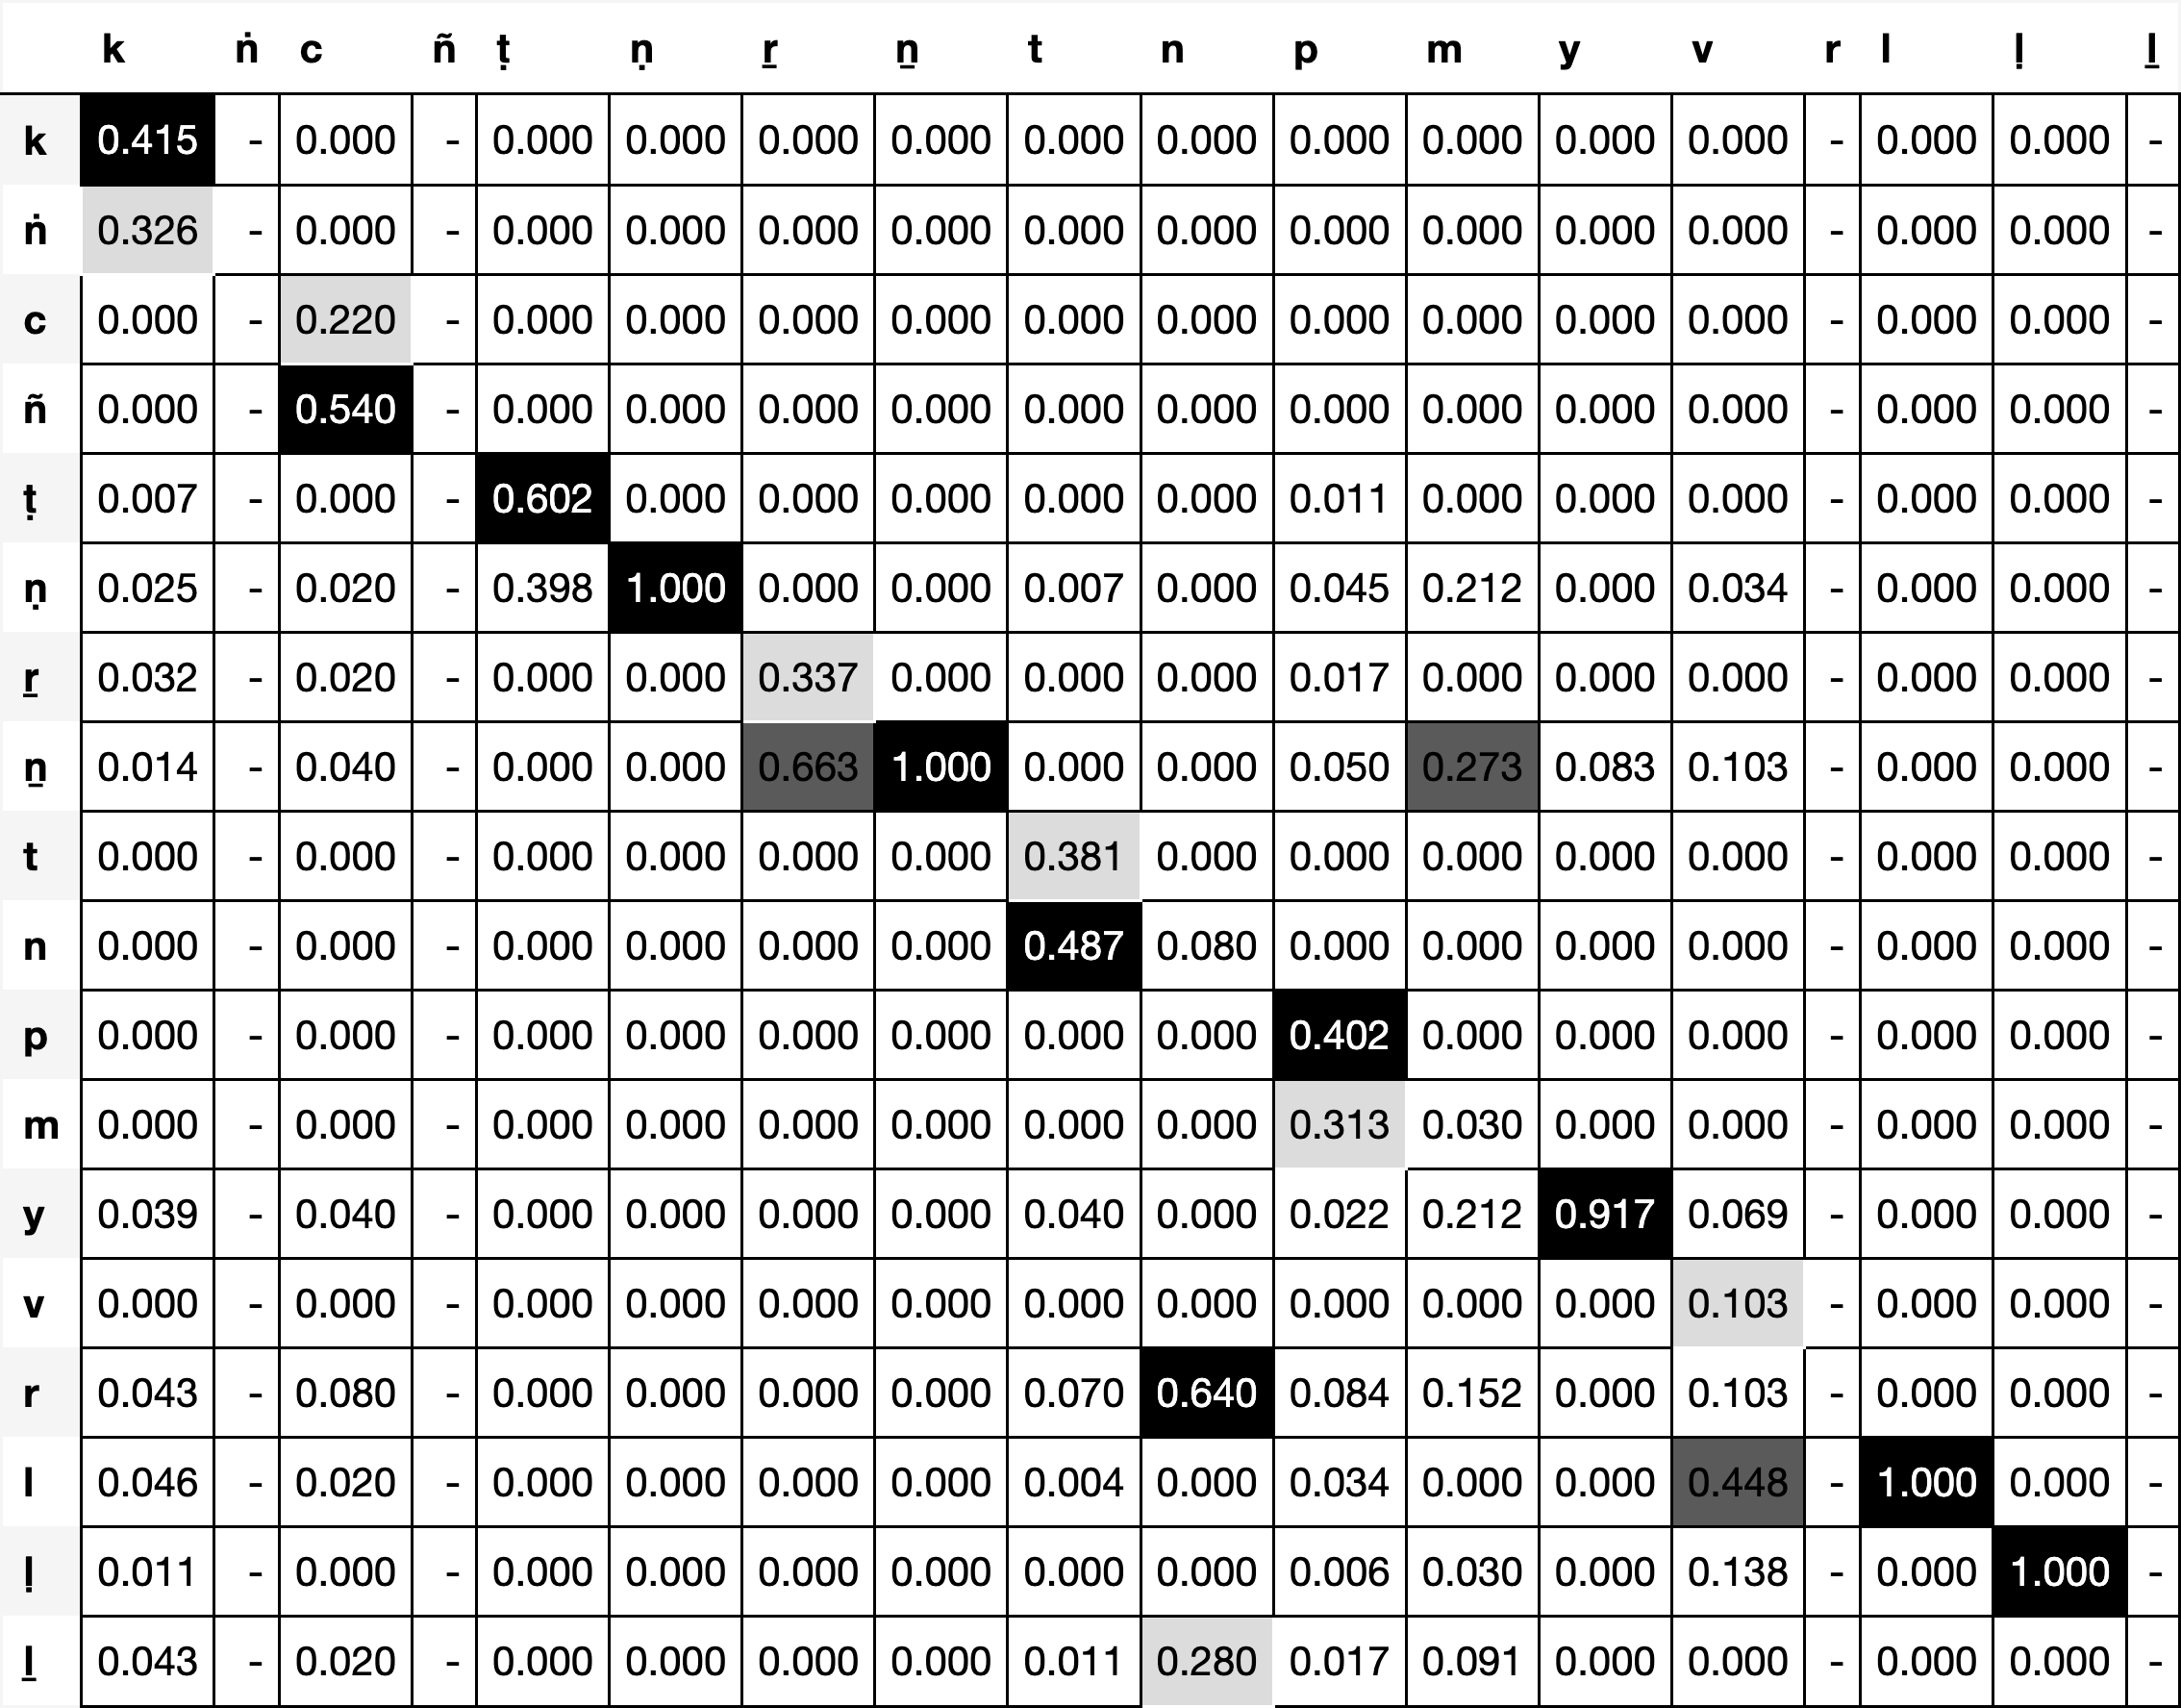 k ṅ c ñ ṭ ṇ ṟ ṉ t n p m y v r l ḷ ḻ
k 0.415 - 0.000 - 0.000 0.000 0.000 0.000 0.000 0.000 0.000 0.000 0.000 0.000 - 0.000 0.000 -
ṅ 0.326 - 0.000 - 0.000 0.000 0.000 0.000 0.000 0.000 0.000 0.000 0.000 0.000 - 0.000 0.000 -
c 0.000 - 0.220 - 0.000 0.000 0.000 0.000 0.000 0.000 0.000 0.000 0.000 0.000 - 0.000 0.000 -
ñ 0.000 - 0.540 - 0.000 0.000 0.000 0.000 0.000 0.000 0.000 0.000 0.000 0.000 - 0.000 0.000 -
ṭ 0.007 - 0.000 - 0.602 0.000 0.000 0.000 0.000 0.000 0.011 0.000 0.000 0.000 - 0.000 0.000 -
ṇ 0.025 - 0.020 - 0.398 1.000 0.000 0.000 0.007 0.000 0.045 0.212 0.000 0.034 - 0.000 0.000 -
ṟ 0.032 - 0.020 - 0.000 0.000 0.337 0.000 0.000 0.000 0.017 0.000 0.000 0.000 - 0.000 0.000 -
ṉ 0.014 - 0.040 - 0.000 0.000 0.663 1.000 0.000 0.000 0.050 0.273 0.083 0.103 - 0.000 0.000 -
t 0.000 - 0.000 - 0.000 0.000 0.000 0.000 0.381 0.000 0.000 0.000 0.000 0.000 - 0.000 0.000 -
n 0.000 - 0.000 - 0.000 0.000 0.000 0.000 0.487 0.080 0.000 0.000 0.000 0.000 - 0.000 0.000 -
p 0.000 - 0.000 - 0.000 0.000 0.000 0.000 0.000 0.000 0.402 0.000 0.000 0.000 - 0.000 0.000 -
m 0.000 - 0.000 - 0.000 0.000 0.000 0.000 0.000 0.000 0.313 0.030 0.000 0.000 - 0.000 0.000 -
y 0.039 - 0.040 - 0.000 0.000 0.000 0.000 0.040 0.000 0.022 0.212 0.917 0.069 - 0.000 0.000 -
v 0.000 - 0.000 - 0.000 0.000 0.000 0.000 0.000 0.000 0.000 0.000 0.000 0.103 - 0.000 0.000 -
r 0.043 - 0.080 - 0.000 0.000 0.000 0.000 0.070 0.640 0.084 0.152 0.000 0.103 - 0.000 0.000 -
l 0.046 - 0.020 - 0.000 0.000 0.000 0.000 0.004 0.000 0.034 0.000 0.000 0.448 - 1.000 0.000 -
ḷ 0.011 - 0.000 - 0.000 0.000 0.000 0.000 0.000 0.000 0.006 0.030 0.000 0.138 - 0.000 1.000 -
ḻ 0.043 - 0.020 - 0.000 0.000 0.000 0.000 0.011 0.280 0.017 0.091 0.000 0.000 - 0.000 0.000 -